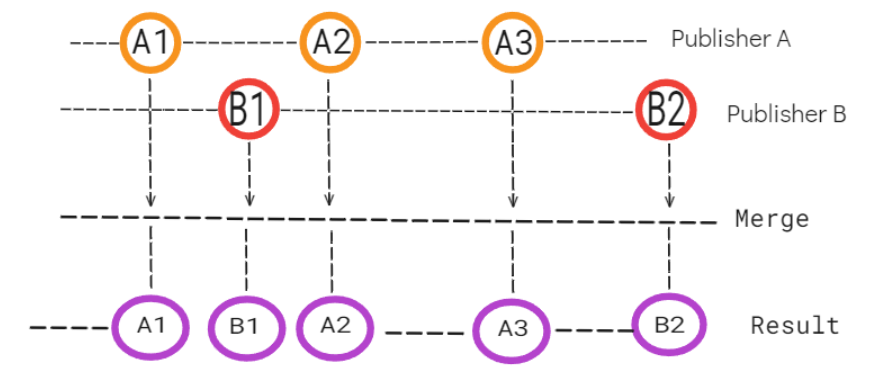 A1 A2 A3 Publisher A
B1 B2 Publisher B
Merge
A1 B1 A2 A3 B2 Result